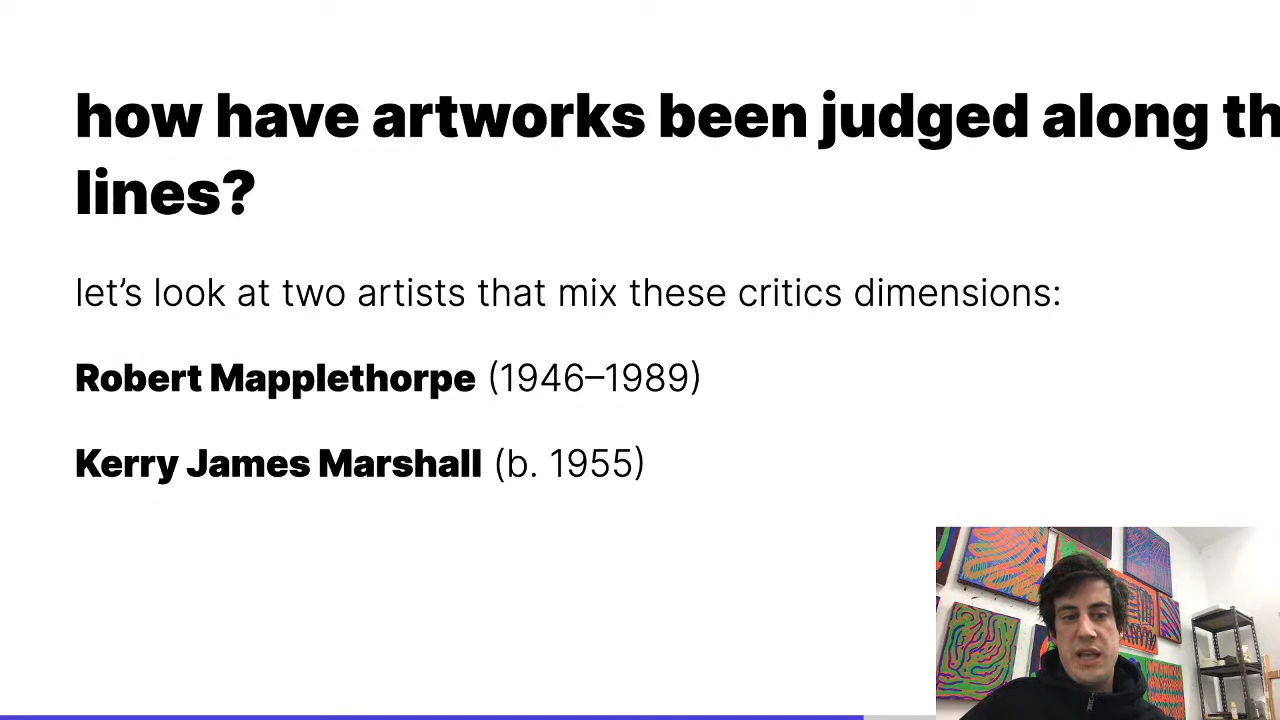 how have artworks been judged along th
lines?
let’s look at two artists that mix these critics dimensions:
Robert Mapplethorpe (1946–1989)
Kerry James Marshall (b. 1955)